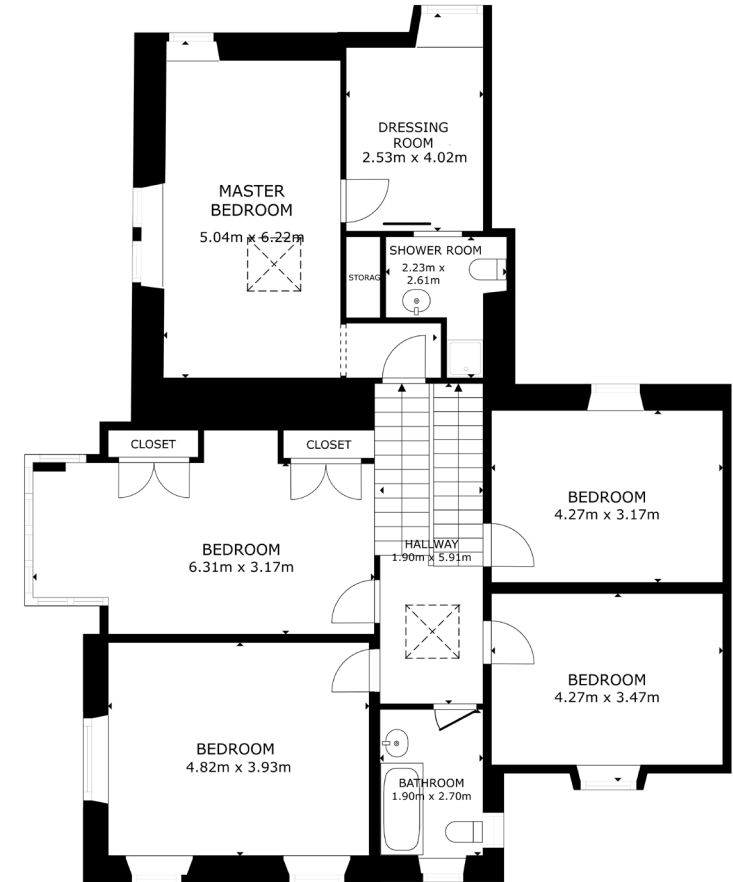 DRESSING
ROOM
2.53m x 4.02m
MASTER
BEDROOM
5.04m x 6.22m
SHOWER ROOM
2.23m x
2.61m
STORAG
CLOSET
CLOSET
BEDROOM
4.27m x 3.17m
HALLWAY
1.90m x 5.91m
BEDROOM
6.31m x 3.17m
BEDROOM
4.27m x 3.47m
BEDROOM
4.82m x 3.93m
BATHROOM
1.90m x 2.70m